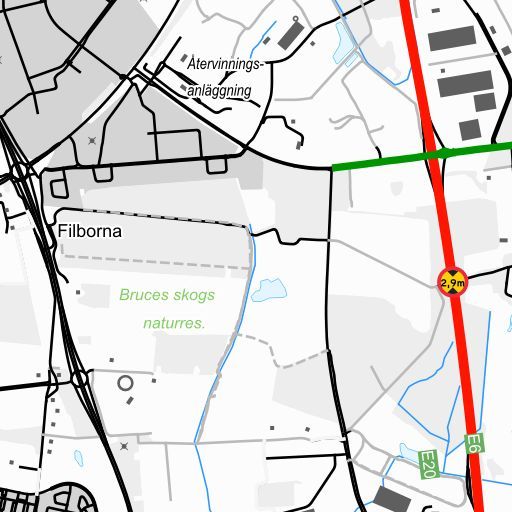 Återvinnings-
anläggning
Filborna
Bruces skogs
naturres.
2,9m
E6
E20